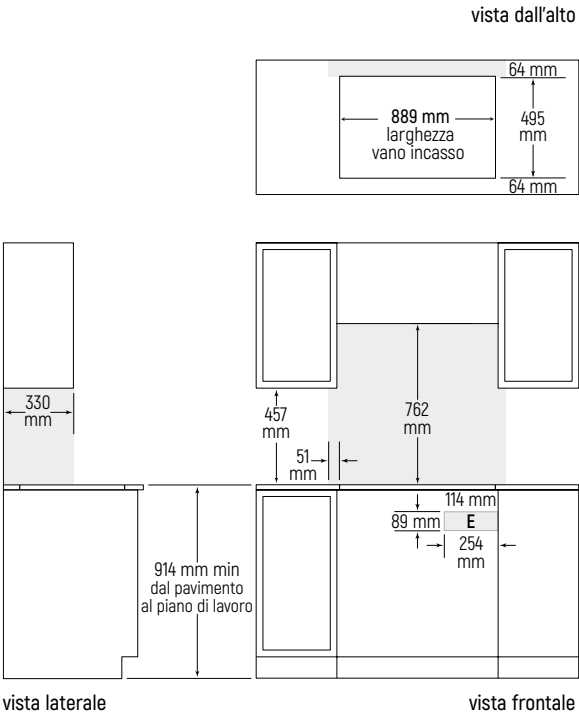 vista dall'alto
64 mm
889 mm
larghezza
vano incasso
495
mm
64 mm
330
mm
457
mm
762
mm
51
mm
114 mm
89 mm
E
254
mm
914 mm min
dal pavimento
al piano di lavoro
vista laterale
vista frontale